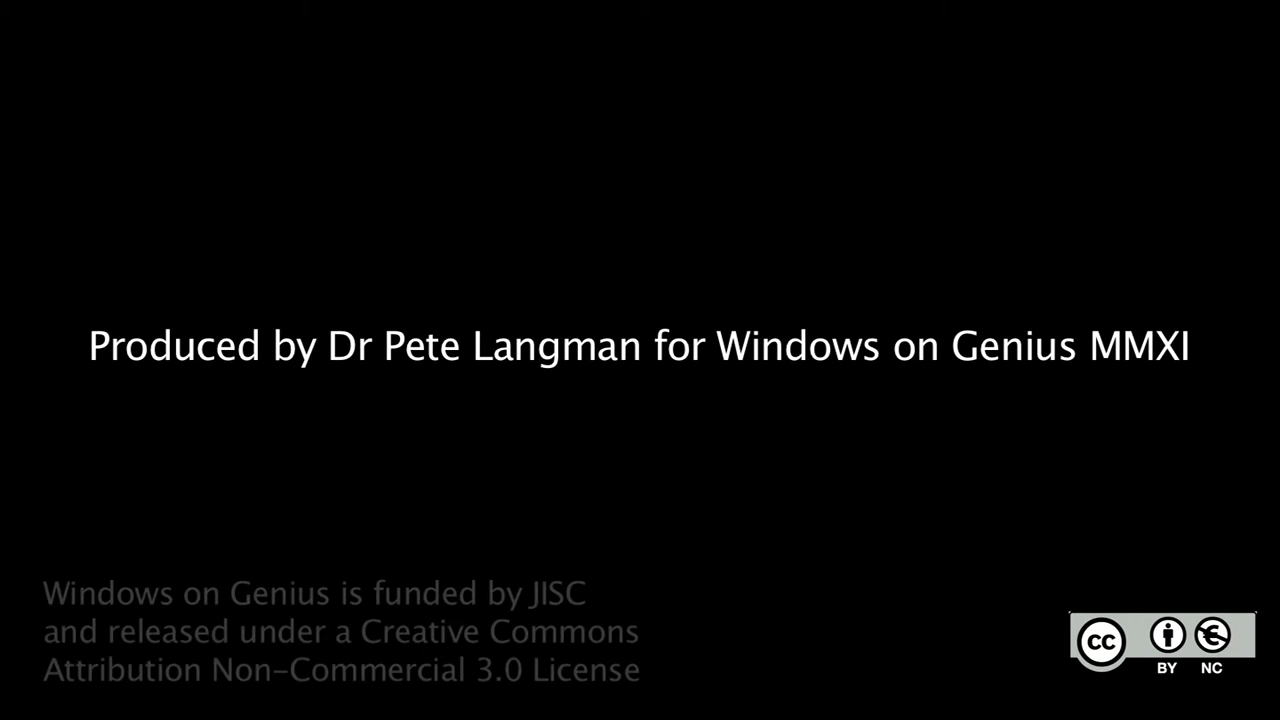 Produced by Dr Pete Langman for Windows on Genius MMXI
Windows on Genius is funded by JISC
and released under a Creative Commons
Attribution Non-Commercial 3.0 License
cc
BY NC